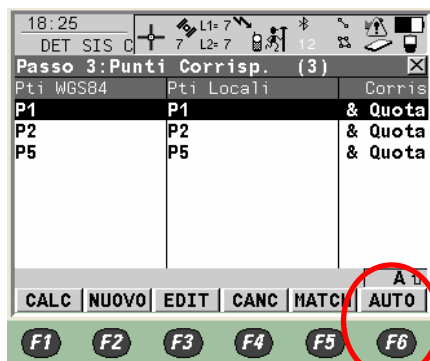 18:25
DET SIS C
7 L1= 7
L2= 7
12
Passo 3:Punti Corrisp. (3)
Pti WGS84 Pti Locali Corris
P1 P1 & Quota
P2 P2 & Quota
P5 P5 & Quota
A
CALC NUOVO EDIT CANC MATCH AUTO
F1 F2 F3 F4 F5 F6